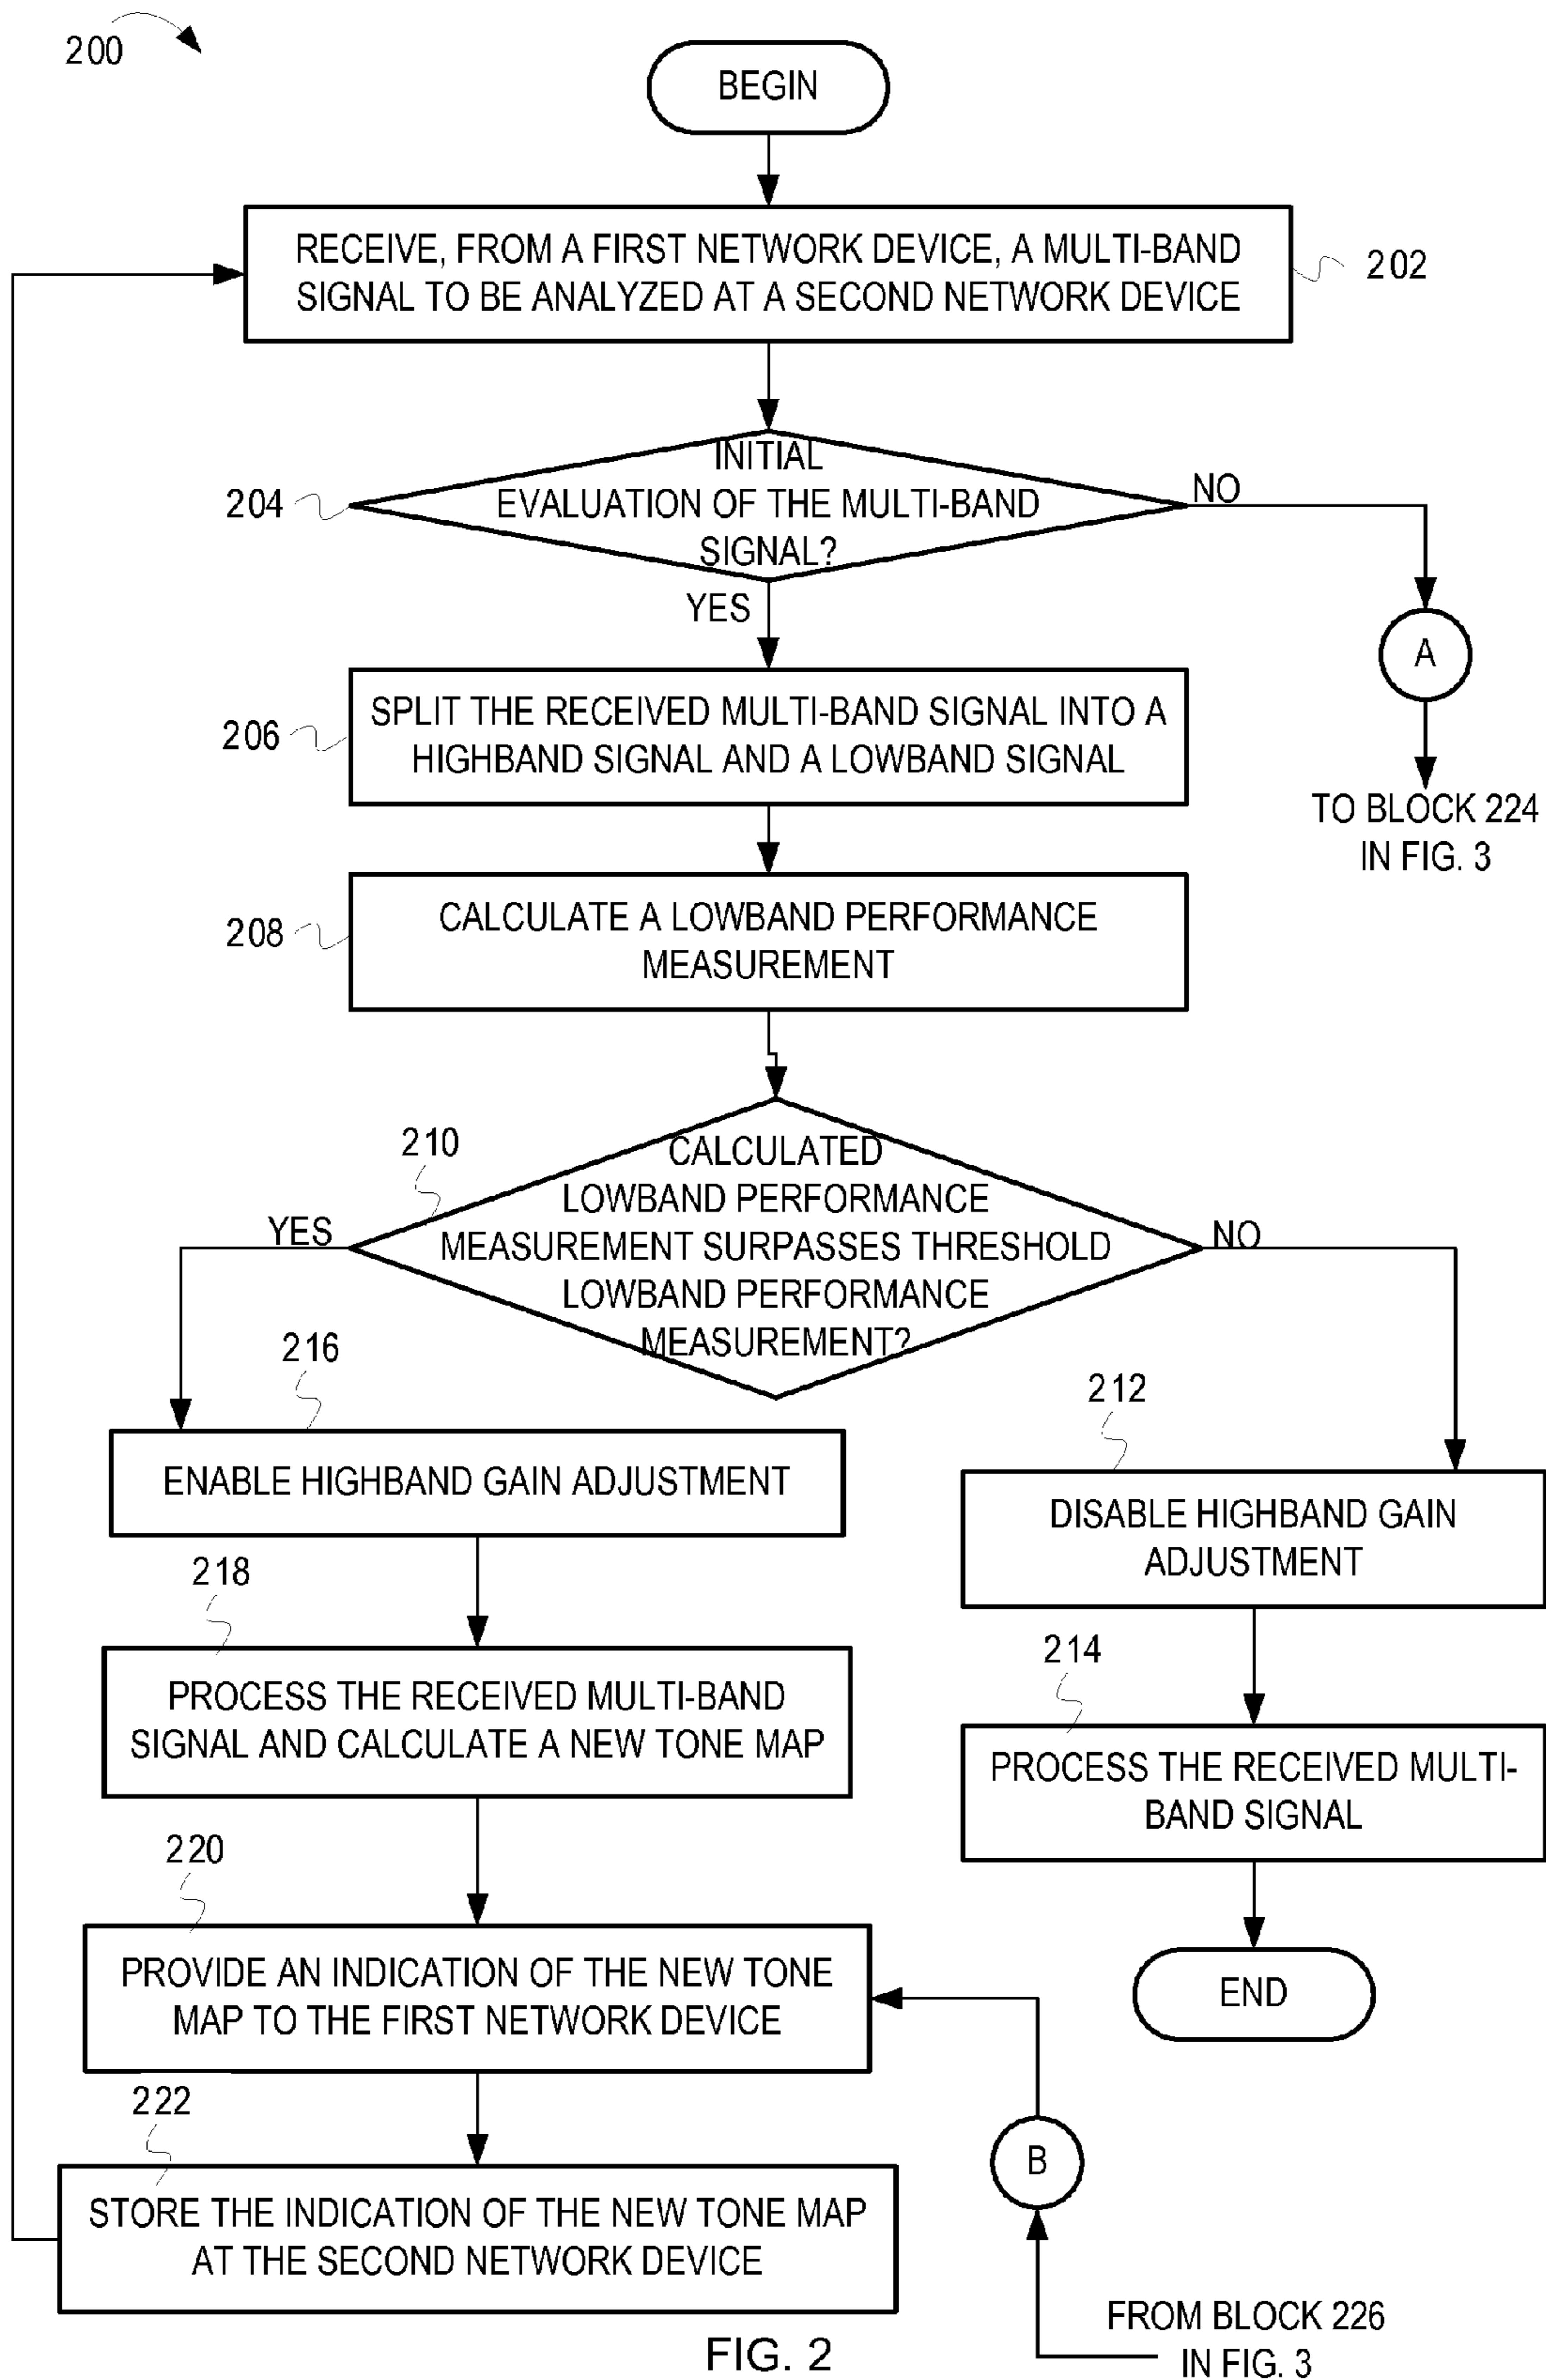 200
BEGIN
RECEIVE, FROM A FIRST NETWORK DEVICE, A MULTI-BAND
SIGNAL TO BE ANALYZED AT A SECOND NETWORK DEVICE
202
INITIAL
EVALUATION OF THE MULTI-BAND
SIGNAL?
204
NO
YES
A
TO BLOCK 224
IN FIG. 3
SPLIT THE RECEIVED MULTI-BAND SIGNAL INTO A
HIGHBAND SIGNAL AND A LOWBAND SIGNAL
206
CALCULATE A LOWBAND PERFORMANCE
MEASUREMENT
208
210
CALCULATED
LOWBAND PERFORMANCE
MEASUREMENT SURPASSES THRESHOLD
LOWBAND PERFORMANCE
MEASUREMENT?
YES
NO
216
ENABLE HIGHBAND GAIN ADJUSTMENT
212
DISABLE HIGHBAND GAIN
ADJUSTMENT
218
PROCESS THE RECEIVED MULTI-BAND
SIGNAL AND CALCULATE A NEW TONE MAP
214
PROCESS THE RECEIVED MULTI-
BAND SIGNAL
220
PROVIDE AN INDICATION OF THE NEW TONE
MAP TO THE FIRST NETWORK DEVICE
END
222
STORE THE INDICATION OF THE NEW TONE MAP
AT THE SECOND NETWORK DEVICE
B
FROM BLOCK 226
IN FIG. 3
FIG. 2